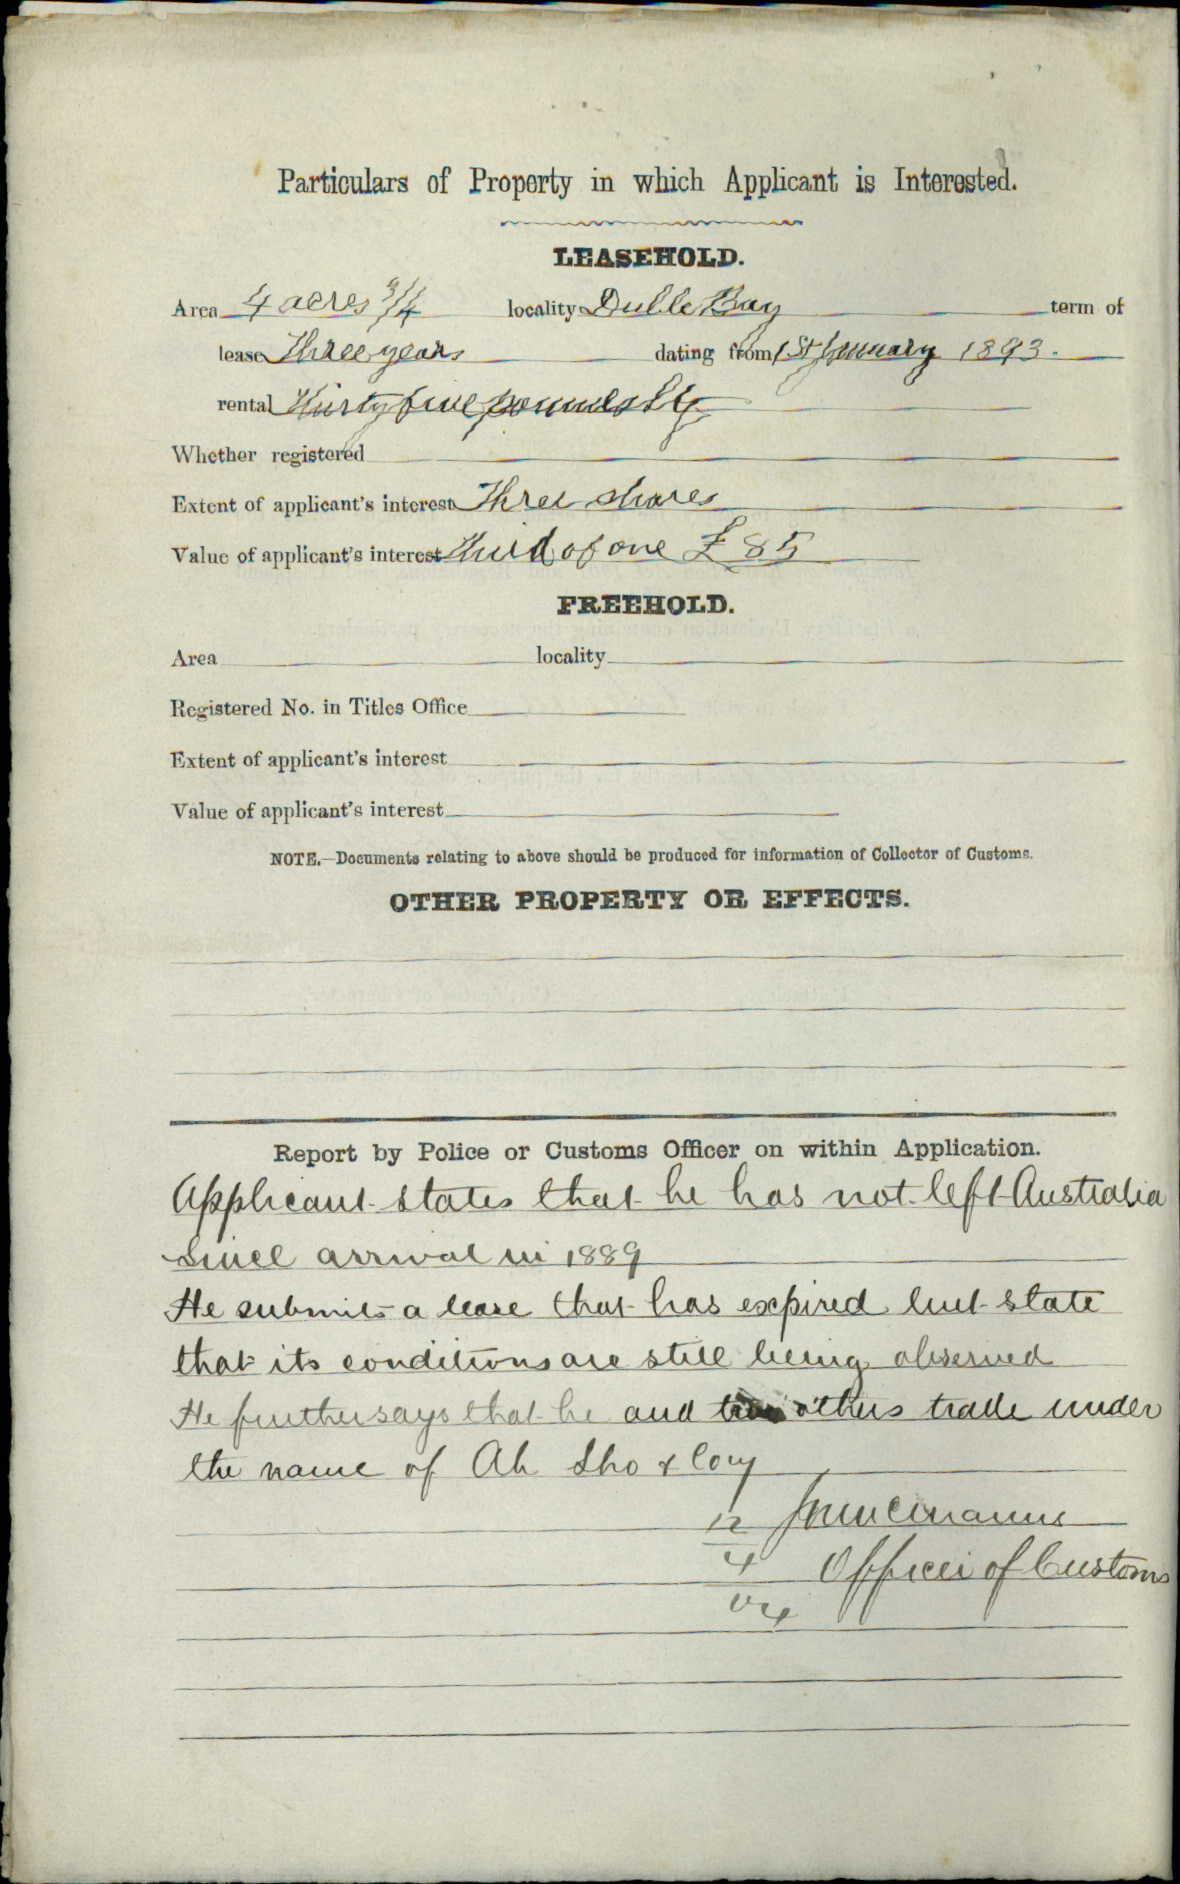 Particulars of Property in which Applicant is Interested.
LEASEHOLD.
Area 4 acres 3/4 locality Duble Bay term of
lease Three years dating from 1st January 1893.
rental Thirty five pounds Stg
Whether registered
Extent of applicant's interest Three shares
Value of applicant's interest Third of one £85
FREEHOLD.
Area locality
Registered No. in Titles Office
Extent of applicant's interest
Value of applicant's interest
NOTE.—Documents relating to above should be produced for information of Collector of Customs.
OTHER PROPERTY OR EFFECTS.
Report by Police or Customs Officer on within Application.
Applicant states that he has not left Australia
since arrival in 1889
He submits a lease that has expired but state
that its conditions are still being observed
He further says that he and two others trade under
the name of Ah Sho & Coy
12
4 Officer of Customs
04